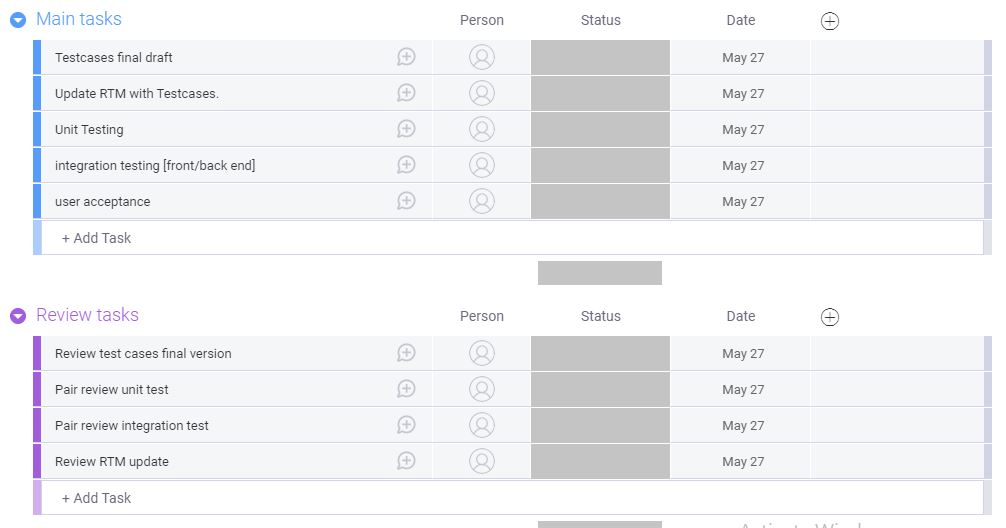 Main tasks Person Status Date
Testcases final draft May 27
Update RTM with Testcases. May 27
Unit Testing May 27
integration testing [front/back end] May 27
user acceptance May 27
+ Add Task
Review tasks Person Status Date
Review test cases final version May 27
Pair review unit test May 27
Pair review integration test May 27
Review RTM update May 27
+ Add Task